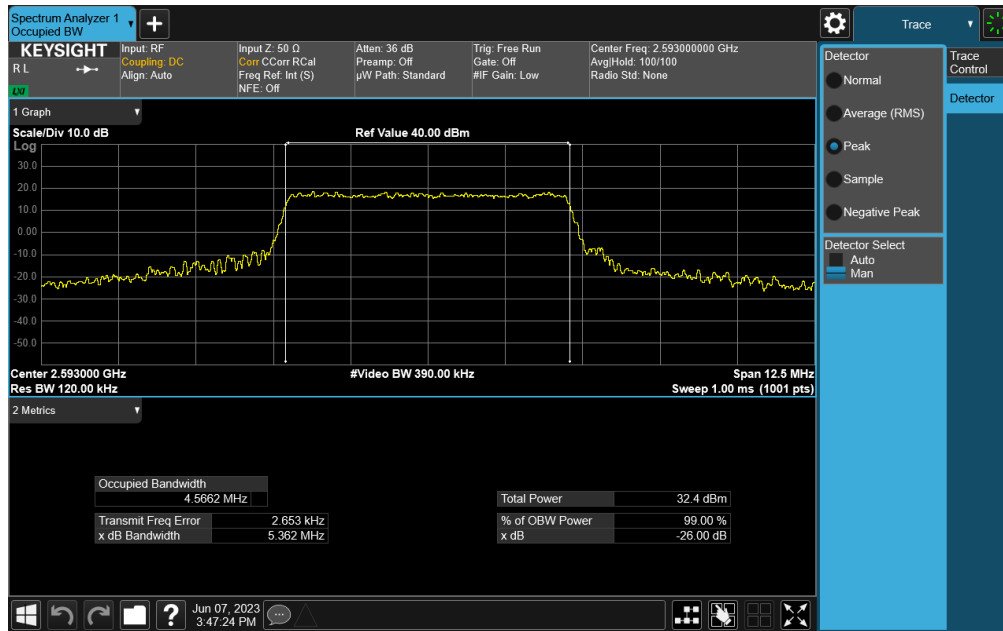 Spectrum Analyzer 1
Occupied BW
Trace
KEYSIGHT
R L
LXI
Input: RF
Coupling: DC
Align: Auto
Input Z: 50 Ω
Corr CCorr RCal
Freq Ref: Int (S)
NFE: Off
Atten: 36 dB
Preamp: Off
µW Path: Standard
Trig: Free Run
Gate: Off
#IF Gain: Low
Center Freq: 2.593000000 GHz
Avg|Hold: 100/100
Radio Std: None
1 Graph
Scale/Div 10.0 dB
Ref Value 40.00 dBm
Log
30.0
20.0
10.0
0.00
-10.0
-20.0
-30.0
-40.0
-50.0
Center 2.593000 GHz
#Video BW 390.00 kHz
Span 12.5 MHz
Res BW 120.00 kHz
Sweep 1.00 ms (1001 pts)
2 Metrics
Occupied Bandwidth
4.5662 MHz
Transmit Freq Error 2.653 kHz
x dB Bandwidth 5.362 MHz
Total Power 32.4 dBm
% of OBW Power 99.00 %
x dB -26.00 dB
Detector
Normal
Average (RMS)
Peak
Sample
Negative Peak
Detector Select
Auto
Man
Trace
Control
Detector
?
Jun 07, 2023
3:47:24 PM